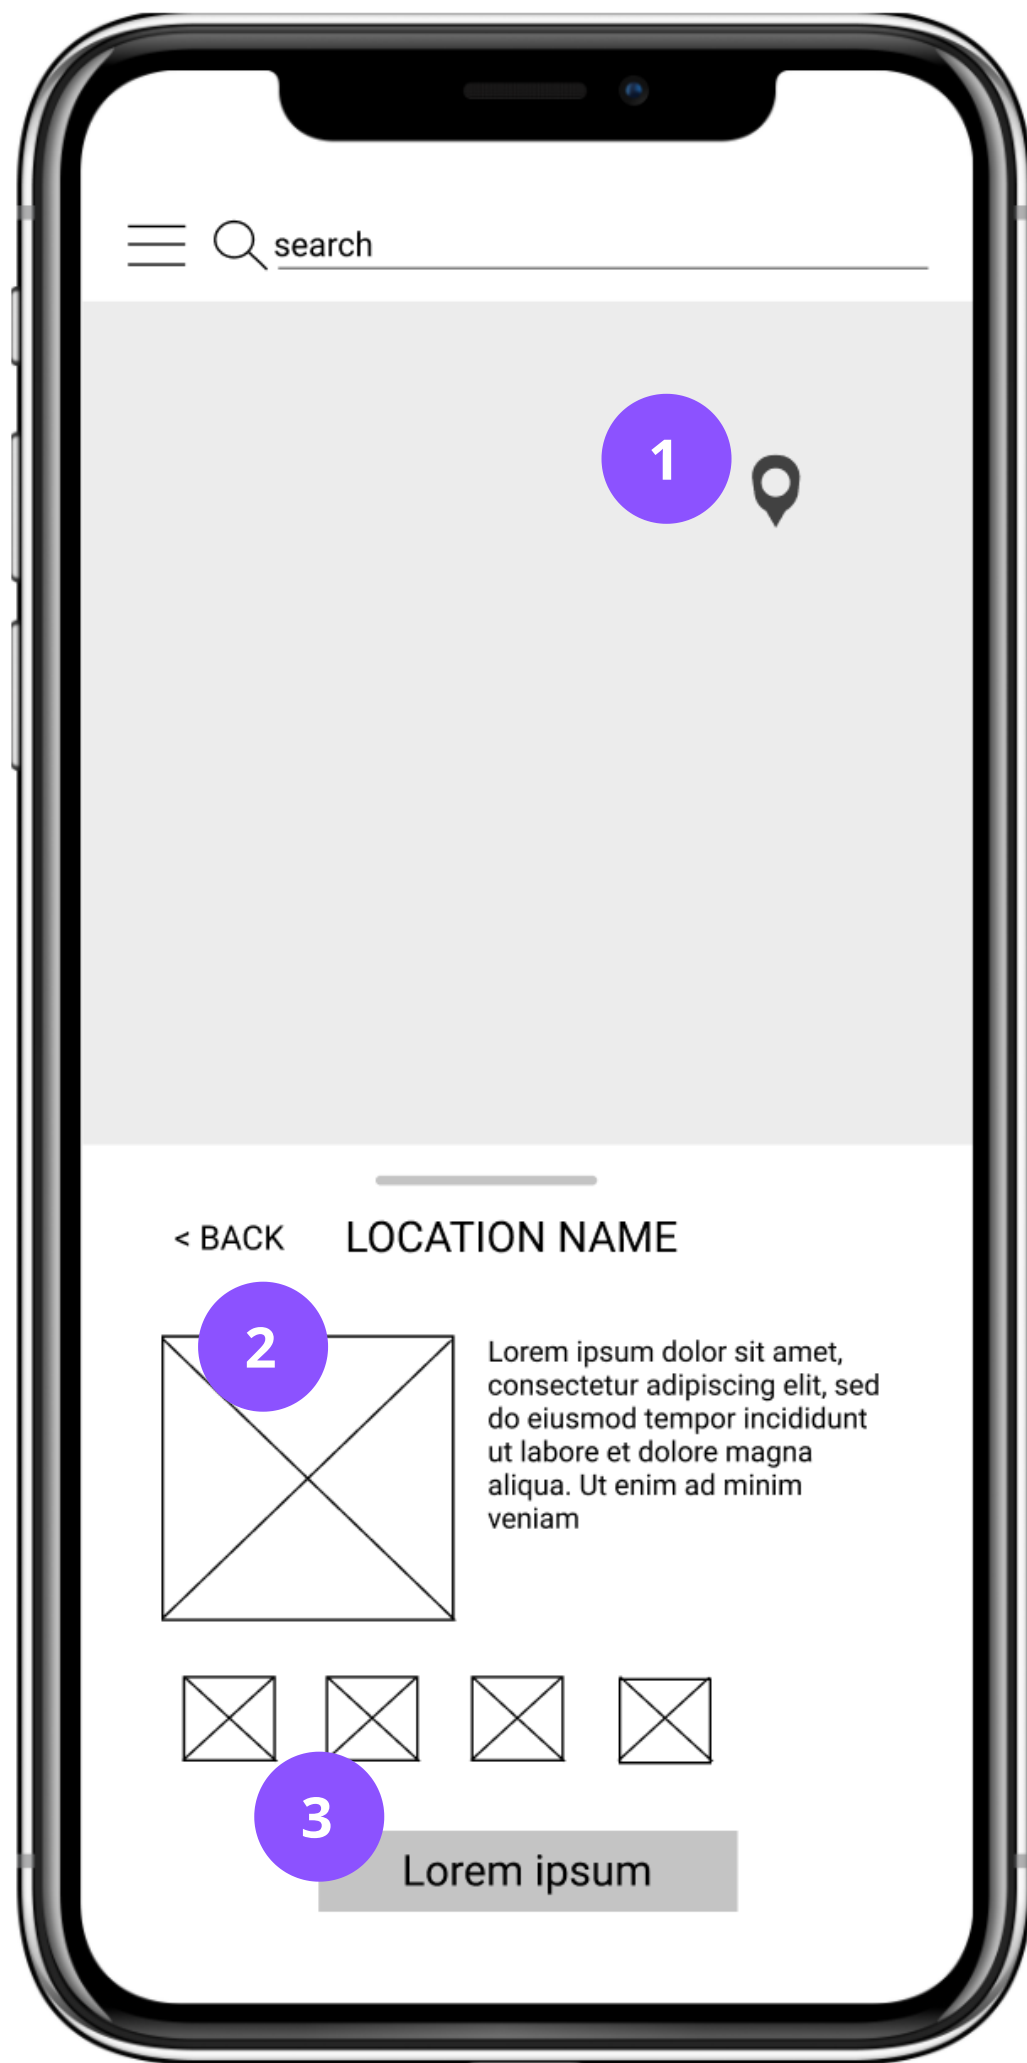 search
1
< BACK LOCATION NAME
2
Lorem ipsum dolor sit amet,
consectetur adipiscing elit, sed
do eiusmod tempor incididunt
ut labore et dolore magna
aliqua. Ut enim ad minim
veniam
3
Lorem ipsum